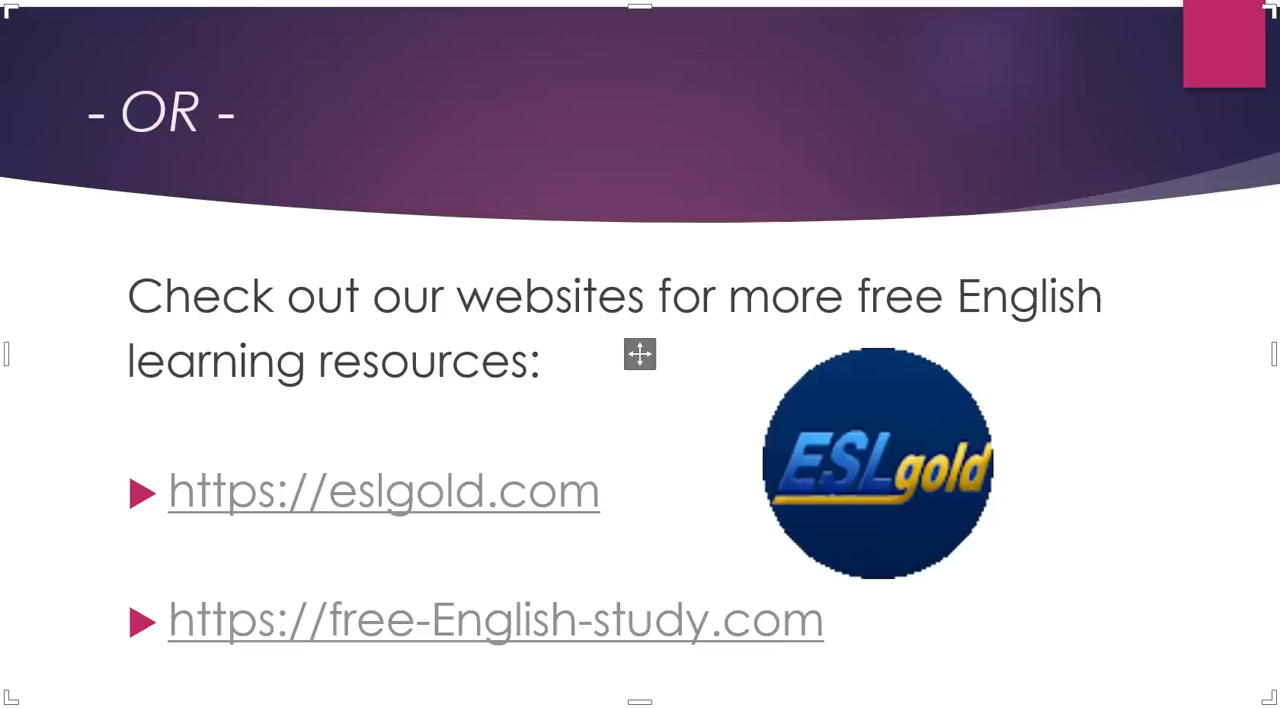 - OR -
Check out our websites for more free English
learning resources:
ESLgold
https://eslgold.com
https://free-English-study.com